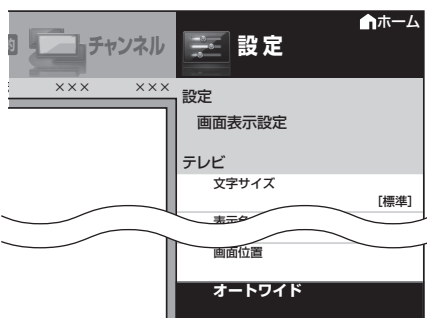 ホーム
チャンネル
設定
××× ×××
設定
画面表示設定
テレビ
文字サイズ
[標準]
画面位置
オートワイド